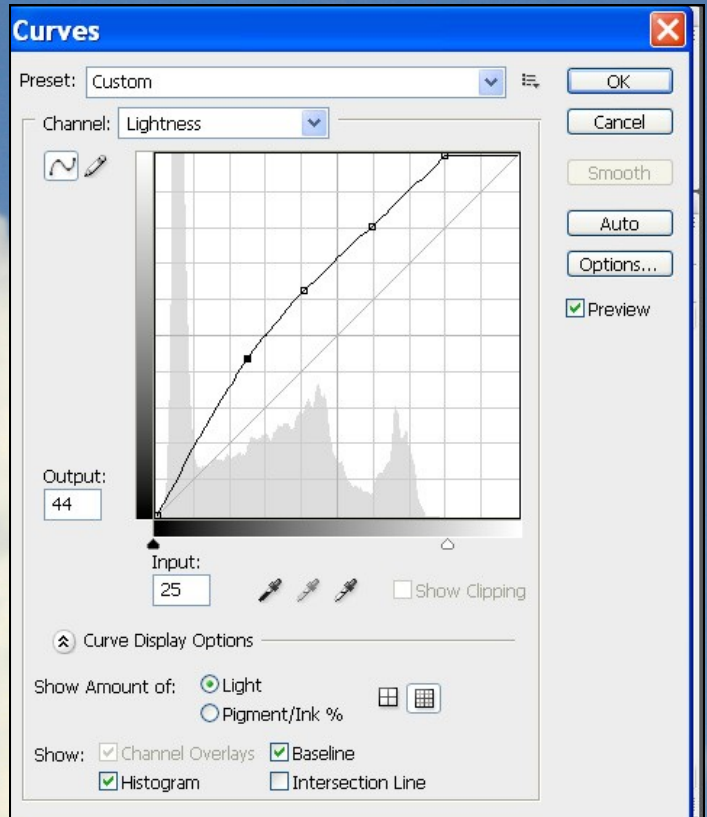 Curves
Preset: Custom
OK
Channel: Lightness
Cancel
Smooth
Auto
Options...
Preview
Output:
44
Input:
25
Show Clipping
Curve Display Options
Show Amount of: Light
Pigment/Ink %
Show: Channel Overlays Baseline
Histogram Intersection Line